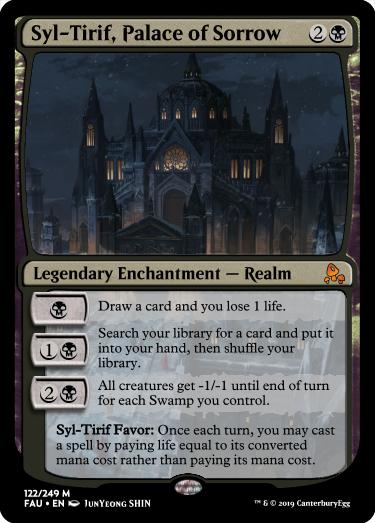 Syl-Tirif, Palace of Sorrow 2
Legendary Enchantment — Realm
Draw a card and you lose 1 life.
Search your library for a card and put it
1 into your hand, then shuffle your
library.
2 All creatures get -1/-1 until end of turn
for each Swamp you control.
Syl-Tirif Favor: Once each turn, you may cast
a spell by paying life equal to its converted
mana cost rather than paying its mana cost.
122/249 M
FAU • EN JunYeong SHIN ™ & © 2019 CanterburyEgg